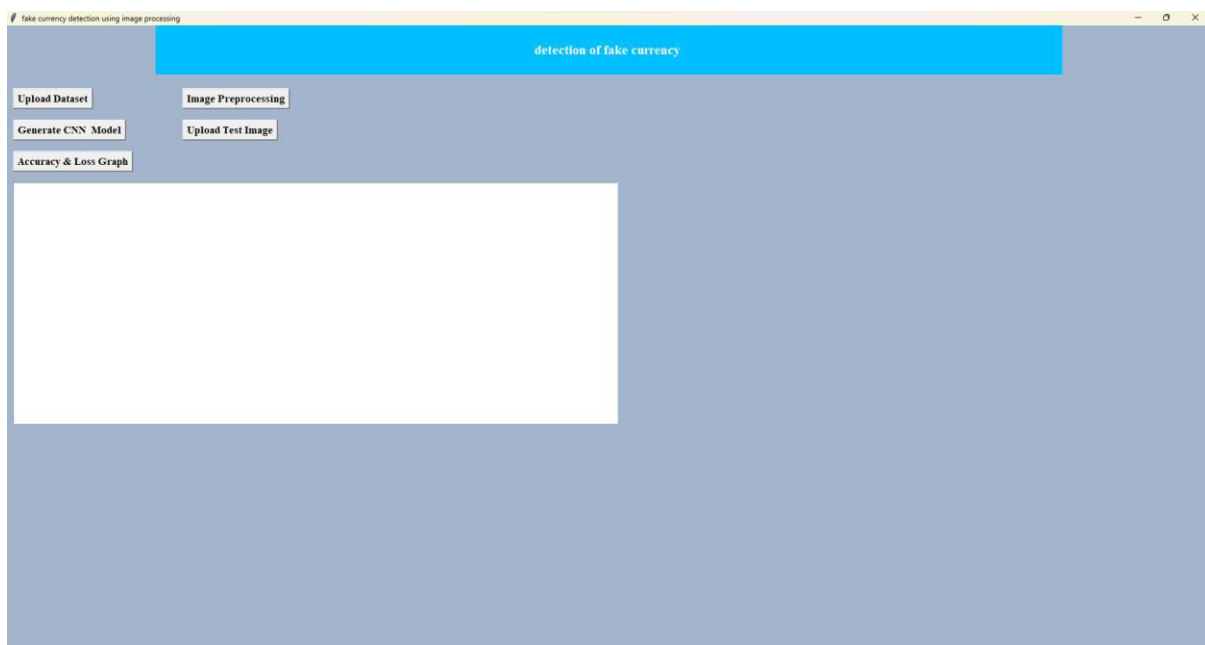 fake currency detection using image processing
detection of fake currency
Upload Dataset
Image Preprocessing
Generate CNN  Model
Upload Test Image
Accuracy & Loss Graph